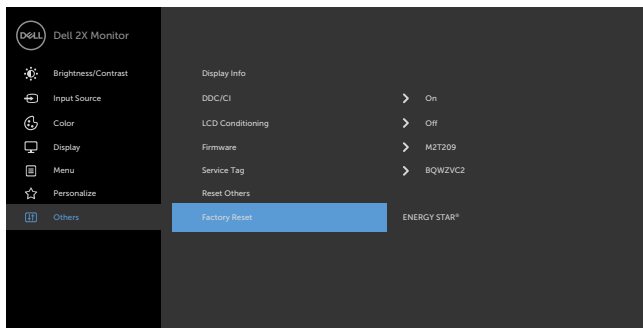 DELL Dell 2X Monitor
Brightness/Contrast Display Info
Input Source DDC/CI On
Color LCD Conditioning Off
Display Firmware M2T209
Menu Service Tag BQWZVC2
Personalize Reset Others
Others Factory Reset ENERGY STAR®